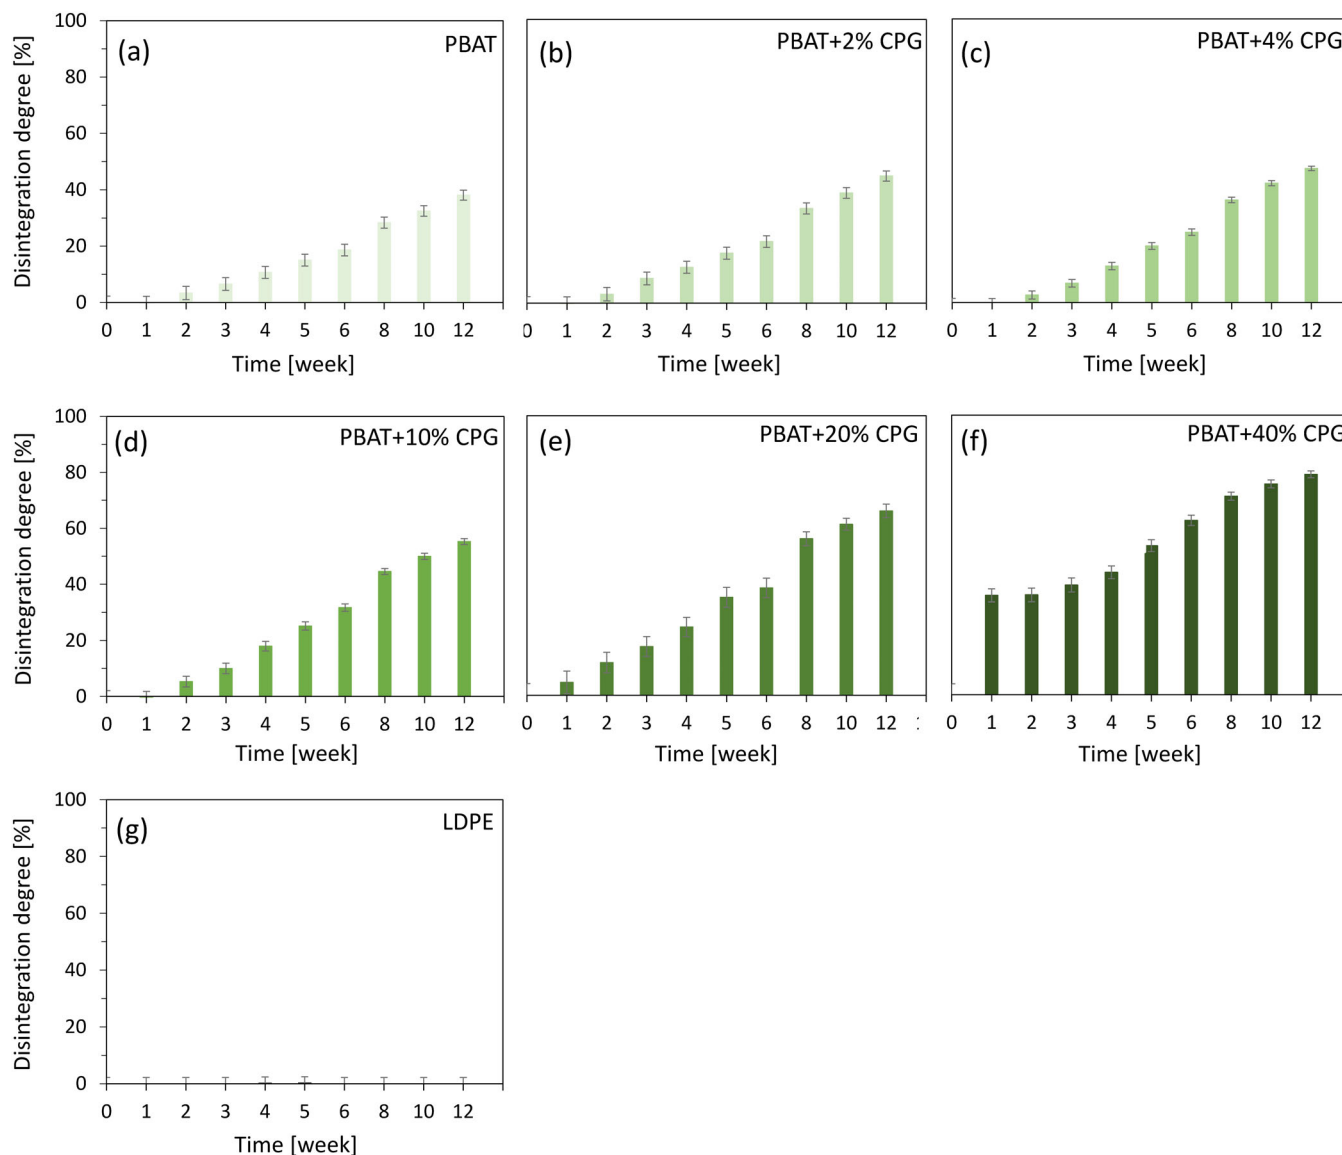 (a) PBAT
Disintegration degree [%]
100
80
60
40
20
0
0 1 2 3 4 5 6 8 10 12
Time [week]
(b) PBAT+2% CPG
0 1 2 3 4 5 6 8 10 12
Time [week]
(c) PBAT+4% CPG
0 1 2 3 4 5 6 8 10 12
Time [week]
(d) PBAT+10% CPG
Disintegration degree [%]
100
80
60
40
20
0
0 1 2 3 4 5 6 8 10 12
Time [week]
(e) PBAT+20% CPG
0 1 2 3 4 5 6 8 10 12
Time [week]
(f) PBAT+40% CPG
0 1 2 3 4 5 6 8 10 12
Time [week]
(g) LDPE
Disintegration degree [%]
100
80
60
40
20
0
0 1 2 3 4 5 6 8 10 12
Time [week]